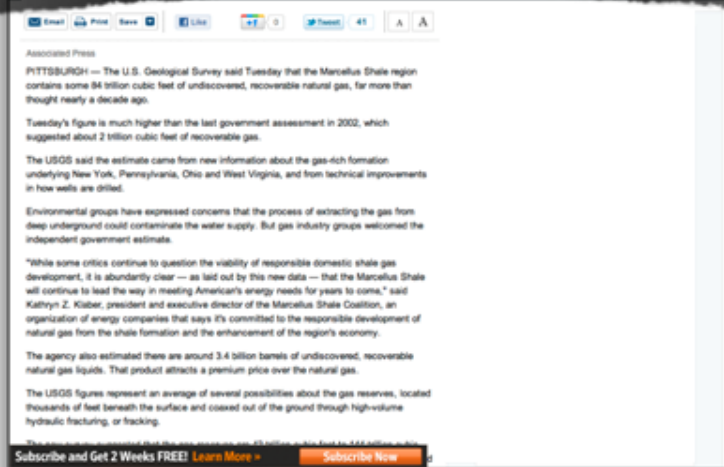 Email Print Save Like +1 0 Tweet 41 A A
Associated Press
PITTSBURGH — The U.S. Geological Survey said Tuesday that the Marcellus Shale region
contains some 84 trillion cubic feet of undiscovered, recoverable natural gas, far more than
thought nearly a decade ago.
Tuesday's figure is much higher than the last government assessment in 2002, which
suggested about 2 trillion cubic feet of recoverable gas.
The USGS said the estimate came from new information about the gas-rich formation
underlying New York, Pennsylvania, Ohio and West Virginia, and from technical improvements
in how wells are drilled.
Environmental groups have expressed concerns that the process of extracting the gas from
deep underground could contaminate the water supply. But gas industry groups welcomed the
independent government estimate.
"While some critics continue to question the viability of responsible domestic shale gas
development, it is abundantly clear — as laid out by this new data — that the Marcellus Shale
will continue to lead the way in meeting American's energy needs for years to come," said
Kathryn Z. Klaber, president and executive director of the Marcellus Shale Coalition, an
organization of energy companies that says it's committed to the responsible development of
natural gas from the shale formation and the enhancement of the region's economy.
The agency also estimated there are around 3.4 billion barrels of undiscovered, recoverable
natural gas liquids. That product attracts a premium price over the natural gas.
The USGS figures represent an average of several possibilities about the gas reserves, located
thousands of feet beneath the surface and coaxed out of the ground through high-volume
hydraulic fracturing, or fracking.
Subscribe and Get 2 Weeks FREE! Learn More » Subscribe Now